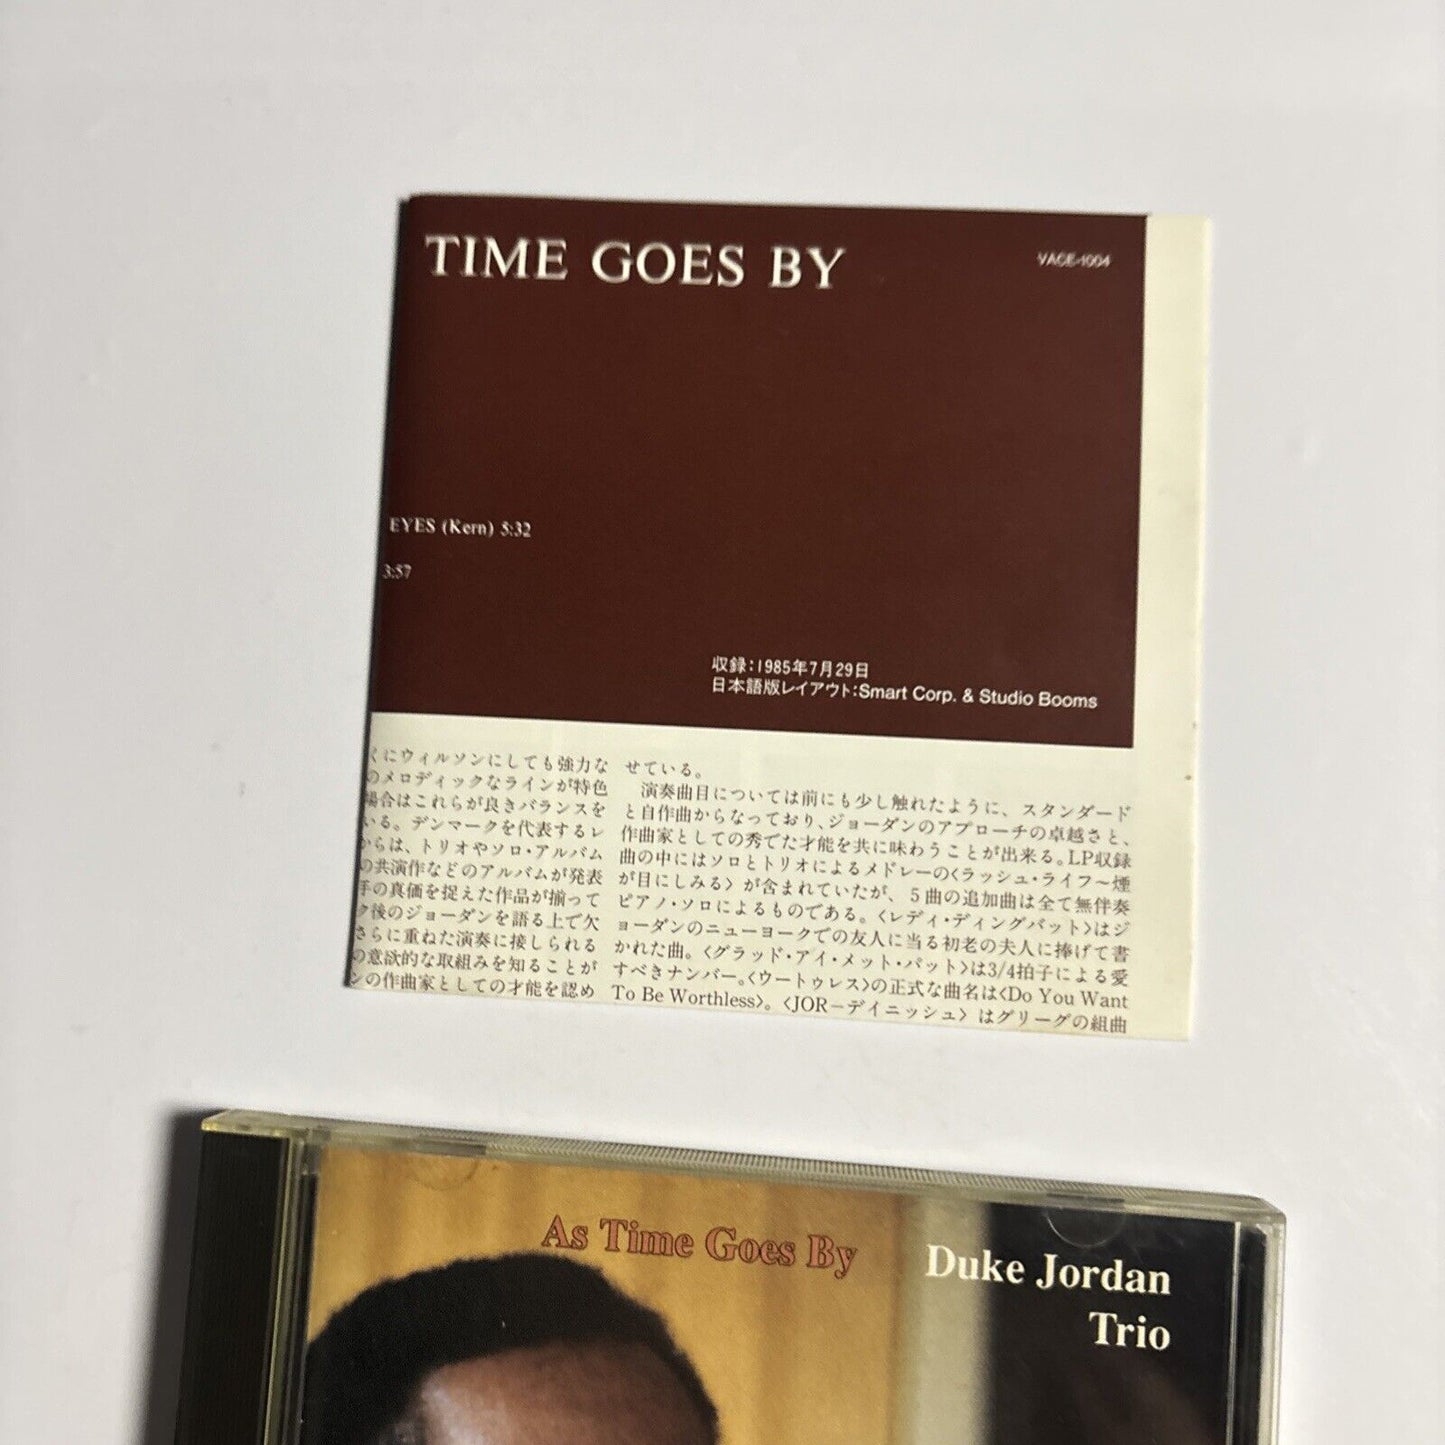 TIME GOES BY
VACE-1004
EYES (Kern) 5:32
3:57
収録：1985年7月29日
日本語版レイアウト：Smart Corp. & Studio Booms
くにウィルソンにしても強力な
のメロディックなラインが特色
場合はこれらが良きバランスを
いる。デンマークを代表するレ
からは、トリオやソロ・アルバム
の共演作などのアルバムが発表
手の真価を捉えた作品が揃って
ク後のジョーダンを語る上で欠
さらに重ねた演奏に接しられる
の意欲的な取組みを知ることが
ンの作曲家としての才能を認め
せている。
演奏曲目については前にも少し触れたように、スタンダード
と自作曲からなっており、ジョーダンのアプローチの卓越さと、
作曲家としての秀でた才能を共に味わうことが出来る。LP収録
曲の中にはソロとトリオによるメドレーの〈ラッシュ・ライフ～煙
が目にしみる〉が含まれていたが、５曲の追加曲は全て無伴奏
ピアノ・ソロによるものである。〈レディ・ディングバット〉はジ
ョーダンのニューヨークでの友人に当る初老の夫人に捧げて書
かれた曲。〈グラッド・アイ・メット・パット〉は3/4拍子による愛
すべきナンバー。〈ウートゥレス〉の正式な曲名は〈Do You Want
To Be Worthless〉。〈JOR－デイニッシュ〉はグリーグの組曲
As Time Goes By
Duke Jordan
Trio